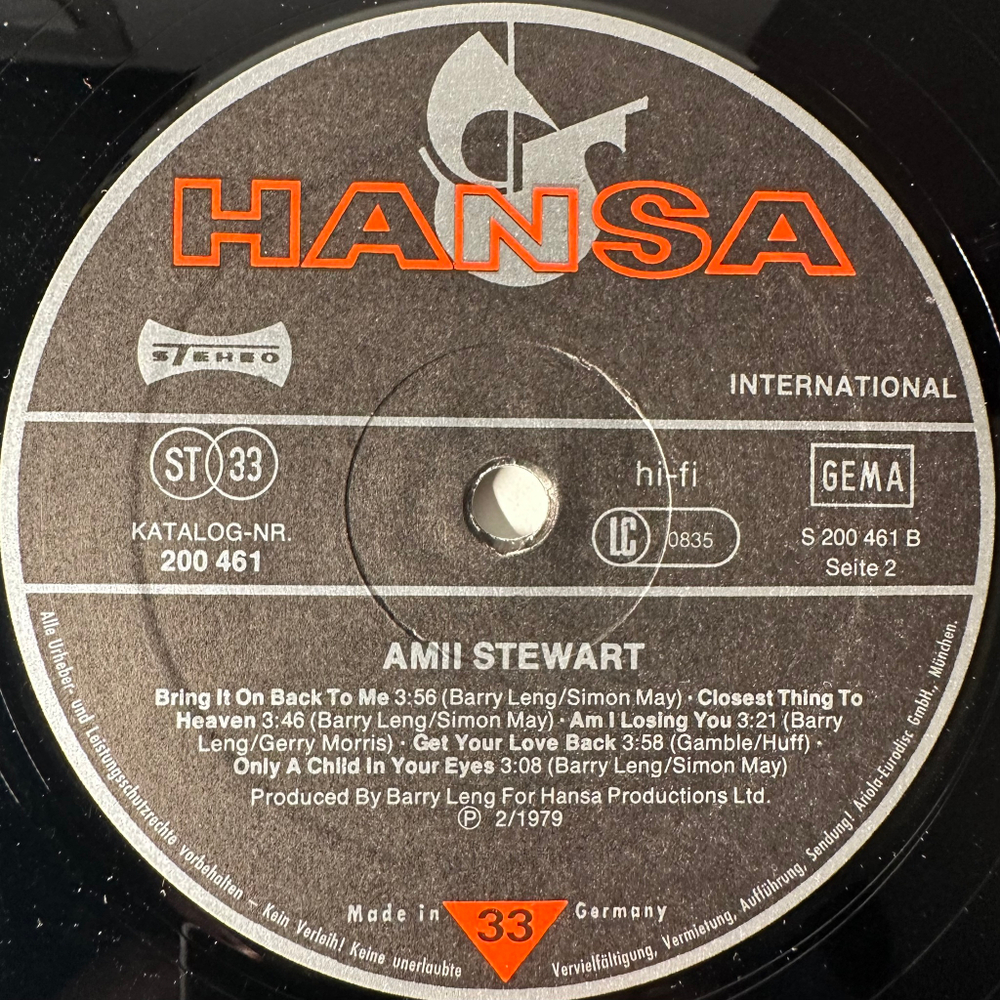 HANSA
STEREO
INTERNATIONAL
ST 33
hi-fi
GEMA
KATALOG-NR.
200 461
LC 0835
S 200 461 B
Seite 2
AMII STEWART
Bring It On Back To Me 3:56 (Barry Leng/Simon May) · Closest Thing To
Heaven 3:46 (Barry Leng/Simon May) · Am I Losing You 3:21 (Barry
Leng/Gerry Morris) · Get Your Love Back 3:58 (Gamble/Huff) ·
Only A Child In Your Eyes 3:08 (Barry Leng/Simon May)
Produced By Barry Leng For Hansa Productions Ltd.
Ⓟ 2/1979
Made in 33 Germany
Alle Urheber- und Leistungsschutzrechte vorbehalten – Kein Verleih! Keine unerlaubte Vervielfältigung, Vermietung, Aufführung, Sendung! Ariola-Eurodisc GmbH., München.